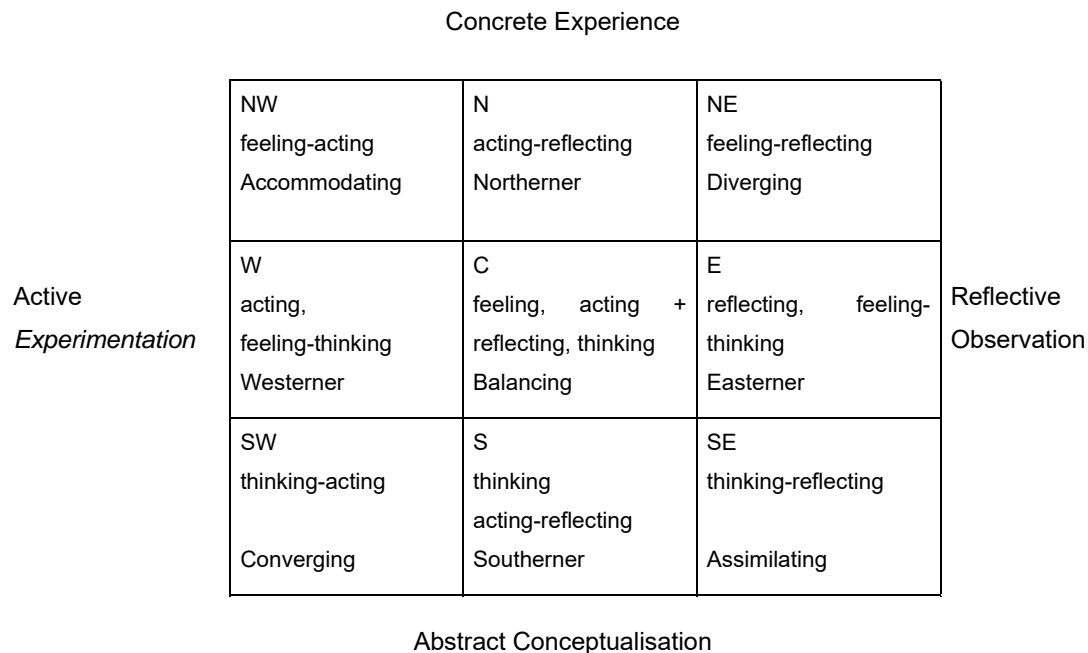 Concrete Experience
NW
feeling-acting
Accommodating
N
acting-reflecting
Northerner
NE
feeling-reflecting
Diverging
Active
Experimentation
W
acting,
feeling-thinking
Westerner
C
feeling, acting +
reflecting, thinking
Balancing
E
reflecting, feeling-
thinking
Easterner
Reflective
Observation
SW
thinking-acting
Converging
S
thinking
acting-reflecting
Southerner
SE
thinking-reflecting
Assimilating
Abstract Conceptualisation